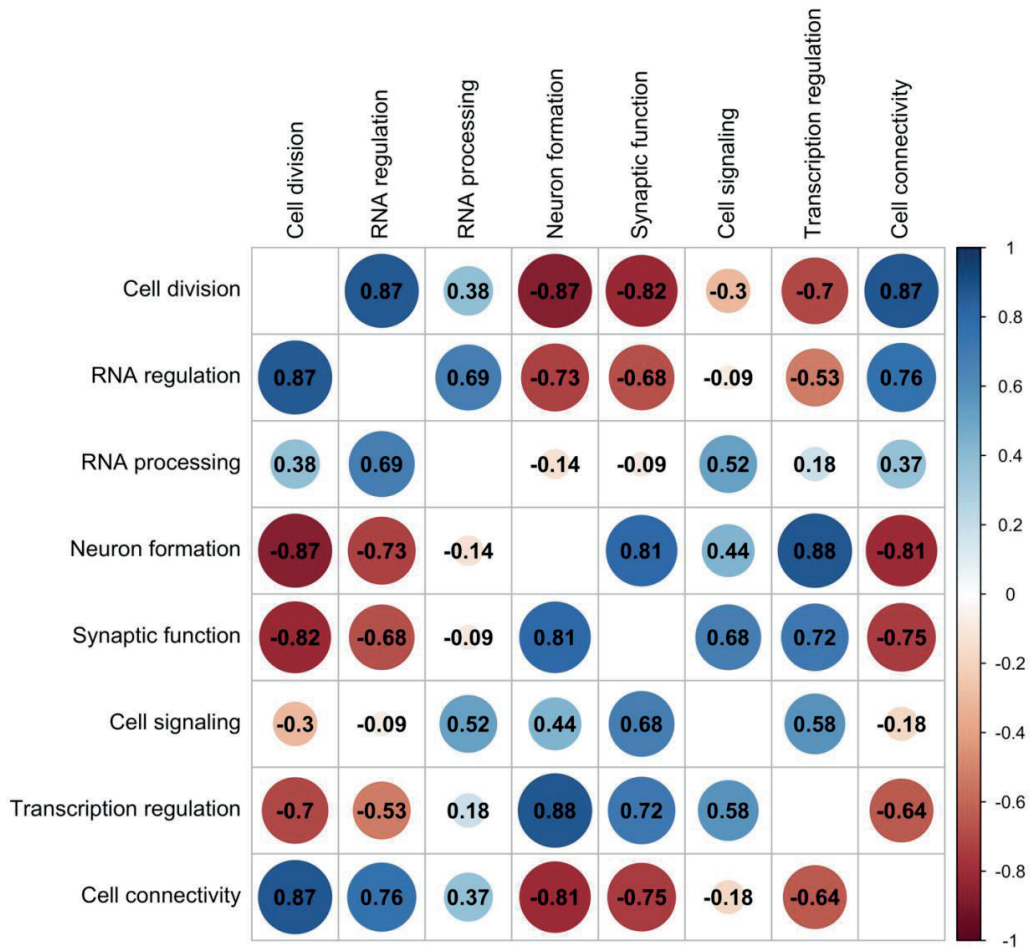 Cell division
RNA regulation
RNA processing
Neuron formation
Synaptic function
Cell signaling
Transcription regulation
Cell connectivity
Cell division 0.87 0.38 -0.87 -0.82 -0.3 -0.7 0.87
RNA regulation 0.87 0.69 -0.73 -0.68 -0.09 -0.53 0.76
RNA processing 0.38 0.69 -0.14 -0.09 0.52 0.18 0.37
Neuron formation -0.87 -0.73 -0.14 0.81 0.44 0.88 -0.81
Synaptic function -0.82 -0.68 -0.09 0.81 0.68 0.72 -0.75
Cell signaling -0.3 -0.09 0.52 0.44 0.68 0.58 -0.18
Transcription regulation -0.7 -0.53 0.18 0.88 0.72 0.58 -0.64
Cell connectivity 0.87 0.76 0.37 -0.81 -0.75 -0.18 -0.64
1
0.8
0.6
0.4
0.2
0
-0.2
-0.4
-0.6
-0.8
-1